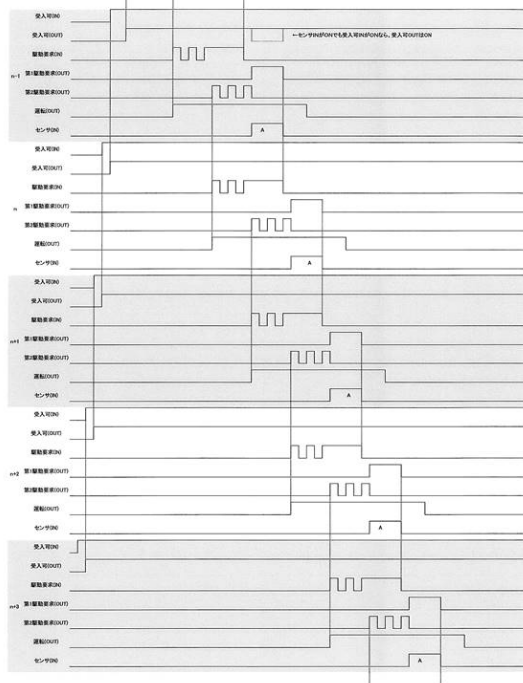 受入可(IN)
受入可(OUT)
←センサINがONでも受入可INがONなら、受入可OUTはON
駆動要求(IN)
n-1
第1駆動要求(OUT)
第2駆動要求(OUT)
運転(OUT)
センサ(IN)
A
受入可(IN)
受入可(OUT)
駆動要求(IN)
n
第1駆動要求(OUT)
第2駆動要求(OUT)
運転(OUT)
センサ(IN)
A
受入可(IN)
受入可(OUT)
駆動要求(IN)
n+1
第1駆動要求(OUT)
第2駆動要求(OUT)
運転(OUT)
センサ(IN)
A
受入可(IN)
受入可(OUT)
駆動要求(IN)
n+2
第1駆動要求(OUT)
第2駆動要求(OUT)
運転(OUT)
センサ(IN)
A
受入可(IN)
受入可(OUT)
駆動要求(IN)
n+3
第1駆動要求(OUT)
第2駆動要求(OUT)
運転(OUT)
センサ(IN)
A